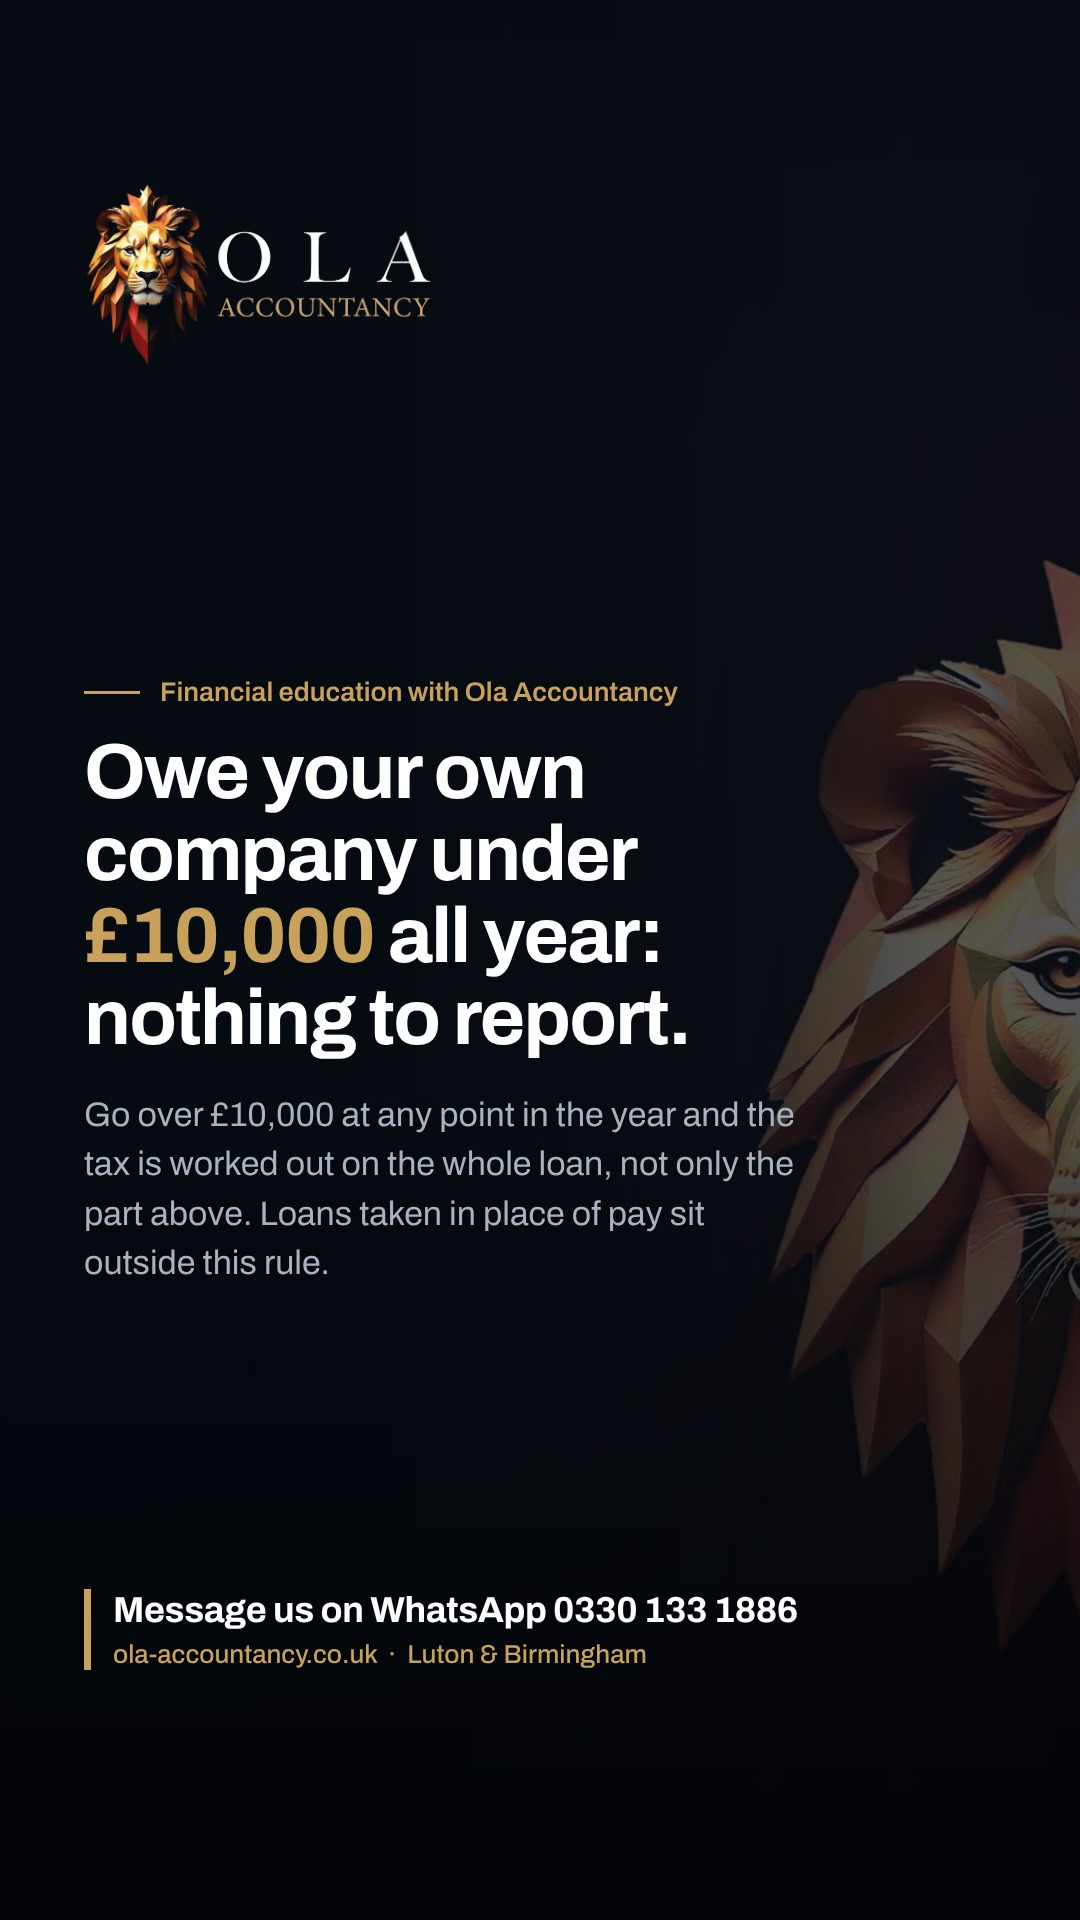 OLA
ACCOUNTANCY
Financial education with Ola Accountancy
Owe your own
company under
£10,000 all year:
nothing to report.
Go over £10,000 at any point in the year and the
tax is worked out on the whole loan, not only the
part above. Loans taken in place of pay sit
outside this rule.
Message us on WhatsApp 0330 133 1886
ola-accountancy.co.uk · Luton & Birmingham